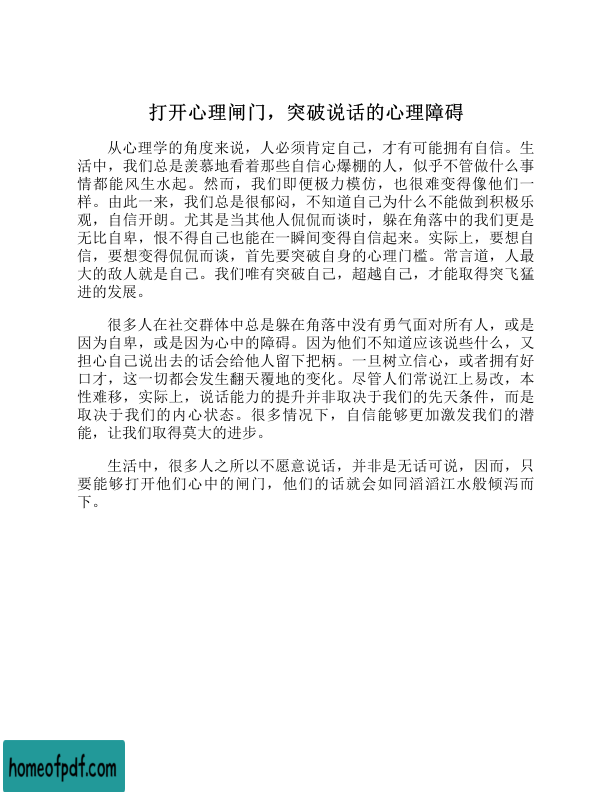 打开心理闸门，突破说话的心理障碍
从心理学的角度来说，人必须肯定自己，才有可能拥有自信。生
活中，我们总是羡慕地看着那些自信心爆棚的人，似乎不管做什么事
情都能风生水起。然而，我们即便极力模仿，也很难变得像他们一
样。由此一来，我们总是很郁闷，不知道自己为什么不能做到积极乐
观，自信开朗。尤其是当其他人侃侃而谈时，躲在角落中的我们更是
无比自卑，恨不得自己也能在一瞬间变得自信起来。实际上，要想自
信，要想变得侃侃而谈，首先要突破自身的心理门槛。常言道，人最
大的敌人就是自己。我们唯有突破自己，超越自己，才能取得突飞猛
进的发展。
很多人在社交群体中总是躲在角落中没有勇气面对所有人，或是
因为自卑，或是因为心中的障碍。因为他们不知道应该说些什么，又
担心自己说出去的话会给他人留下把柄。一旦树立信心，或者拥有好
口才，这一切都会发生翻天覆地的变化。尽管人们常说江上易改，本
性难移，实际上，说话能力的提升并非取决于我们的先天条件，而是
取决于我们的内心状态。很多情况下，自信能够更加激发我们的潜
能，让我们取得莫大的进步。
生活中，很多人之所以不愿意说话，并非是无话可说，因而，只
要能够打开他们心中的闸门，他们的话就会如同滔滔江水般倾泻而
下。
homeofpdf.com